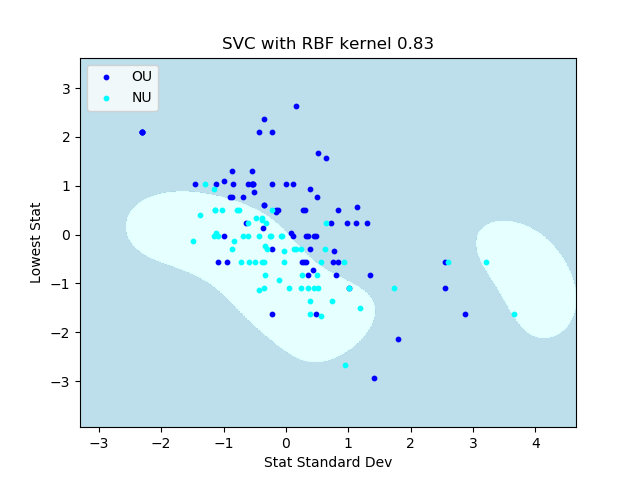 SVC with RBF kernel 0.83
OU
NU
3
2
1
0
−1
−2
−3
Lowest Stat
−3 −2 −1 0 1 2 3 4
Stat Standard Dev